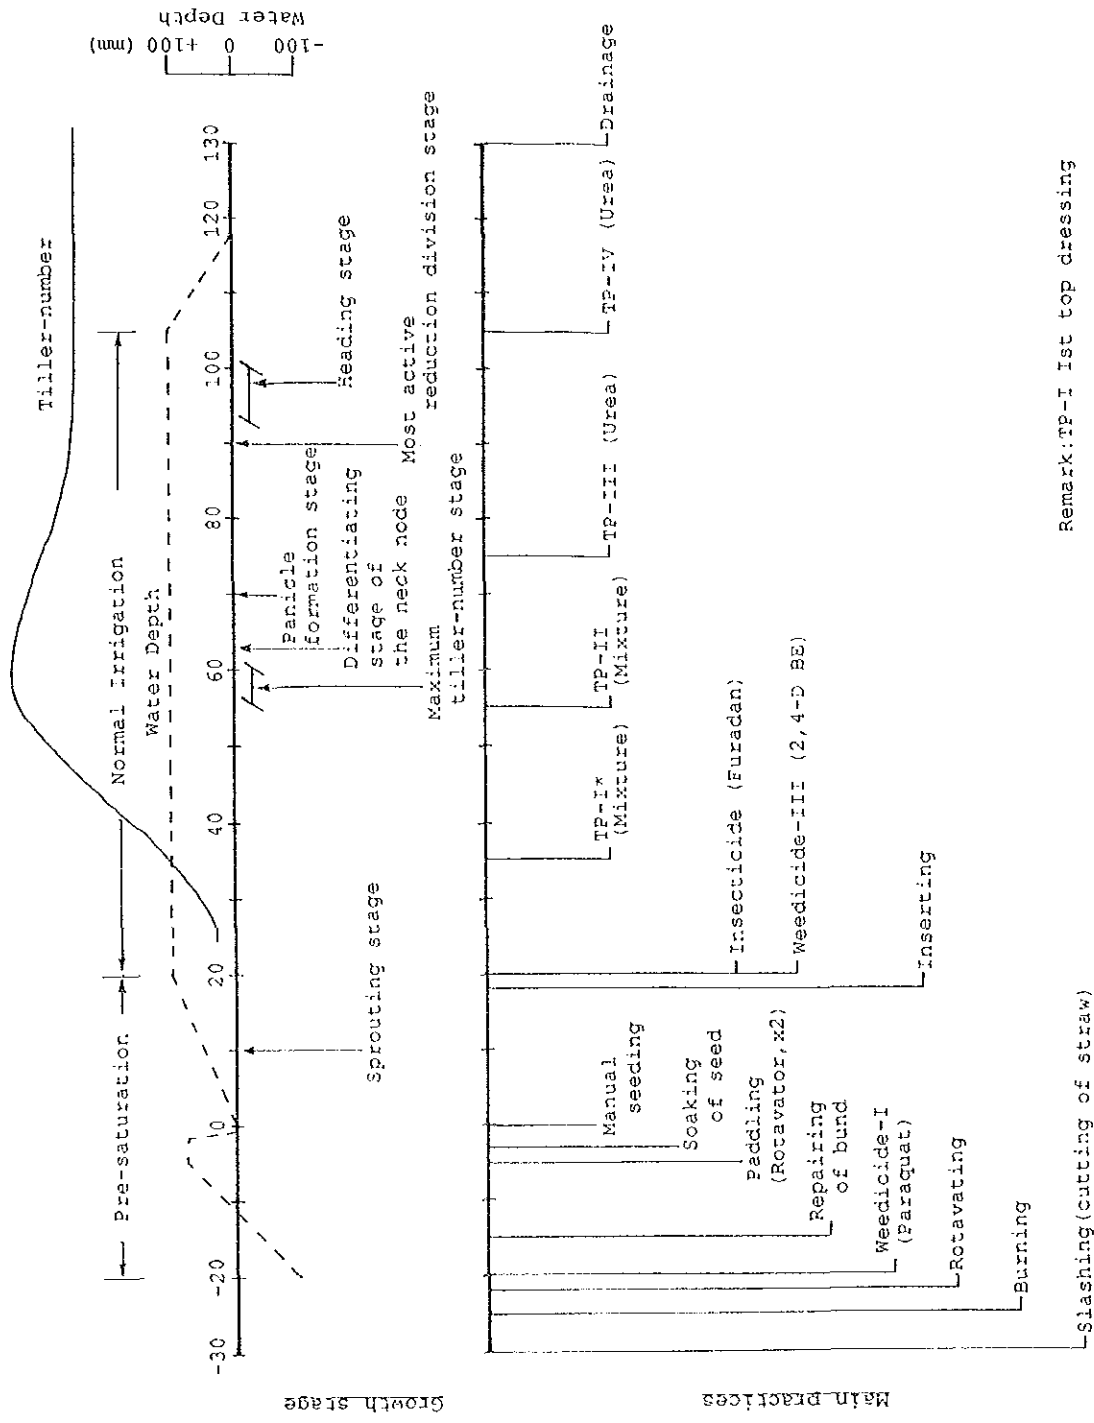 Water Depth
(mm) +100 0 -100
Tiller-number
Pre-saturation
Normal Irrigation
Water Depth
-30 -20 0 20 40 60 80 100 120 130
Growth stage
Sprouting stage
Maximum
tiller-number stage
Differentiating
stage of
the neck node
Panicle
formation stage
Most active
reduction division stage
Heading stage
Main practices
Slashing(cutting of straw)
Burning
Rotavating
Weedicide-I
(Paraquat)
Repairing
of bund
Paddling
(Rotavator,x2)
Soaking
of seed
Manual
seeding
Inserting
Insecticide (Furadan)
Weedicide-III (2,4-D BE)
TP-I*
(Mixture)
TP-II
(Mixture)
TP-III (Urea)
TP-IV (Urea)
Drainage
Remark:TP-I Ist top dressing